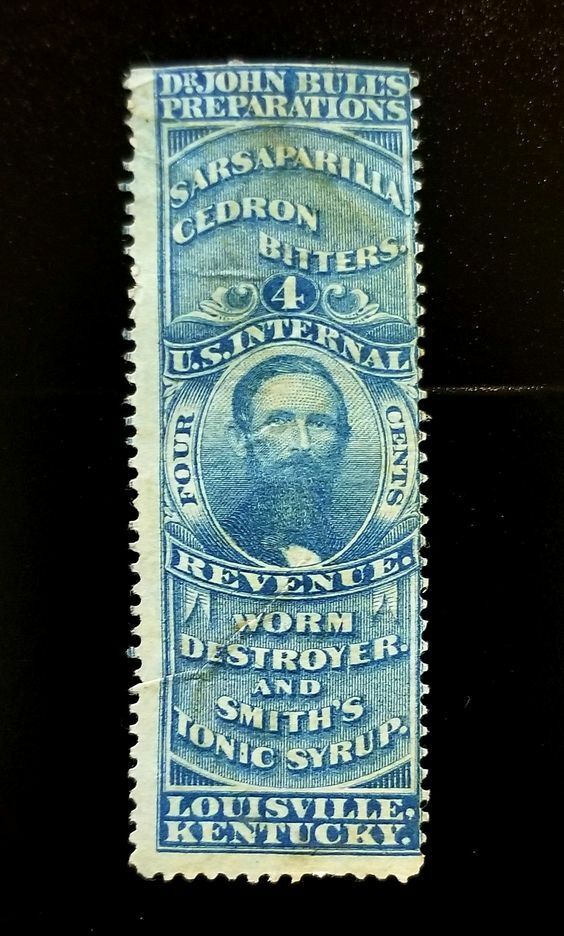 DR. JOHN BULL'S
PREPARATIONS
SARSAPARILLA,
CEDRON
BITTERS.
4
U.S. INTERNAL
FOUR
CENTS
REVENUE.
WORM
DESTROYER.
AND
SMITH'S
TONIC SYRUP.
LOUISVILLE,
KENTUCKY.